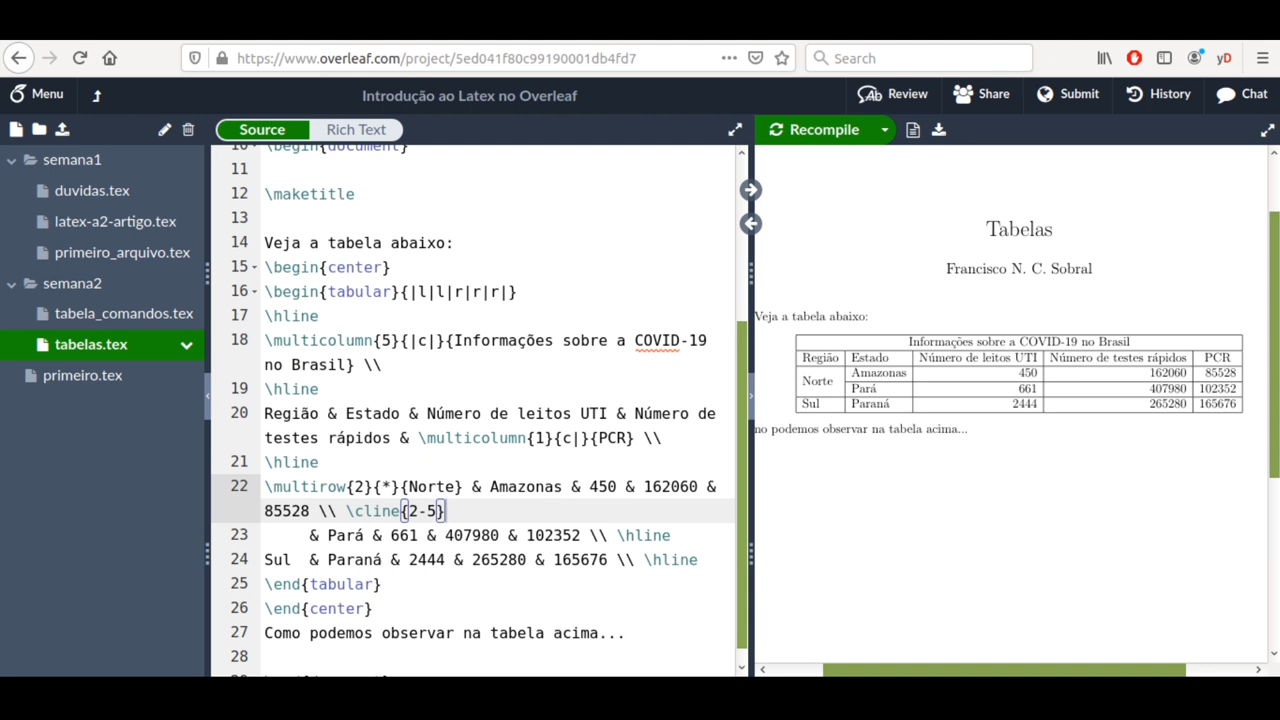 https://www.overleaf.com/project/5ed041f80c99190001db4fd7
Search
yD
Menu
Introdução ao Latex no Overleaf
Review
Share
Submit
History
Chat
Source
Rich Text
Recompile
semana1
duvidas.tex
latex-a2-artigo.tex
primeiro_arquivo.tex
semana2
tabela_comandos.tex
tabelas.tex
primeiro.tex
10 \begin{document}
11
12 \maketitle
13
14 Veja a tabela abaixo:
15 \begin{center}
16 \begin{tabular}{|l|l|r|r|r|}
17 \hline
18 \multicolumn{5}{|c|}{Informações sobre a COVID-19
no Brasil} \\
19 \hline
20 Região & Estado & Número de leitos UTI & Número de
testes rápidos & \multicolumn{1}{c|}{PCR} \\
21 \hline
22 \multirow{2}{*}{Norte} & Amazonas & 450 & 162060 &
85528 \\ \cline{2-5}
23 & Pará & 661 & 407980 & 102352 \\ \hline
24 Sul & Paraná & 2444 & 265280 & 165676 \\ \hline
25 \end{tabular}
26 \end{center}
27 Como podemos observar na tabela acima...
28
Tabelas
Francisco N. C. Sobral
Veja a tabela abaixo:
Informações sobre a COVID-19 no Brasil
Região Estado Número de leitos UTI Número de testes rápidos PCR
Norte Amazonas 450 162060 85528
Pará 661 407980 102352
Sul Paraná 2444 265280 165676
no podemos observar na tabela acima...